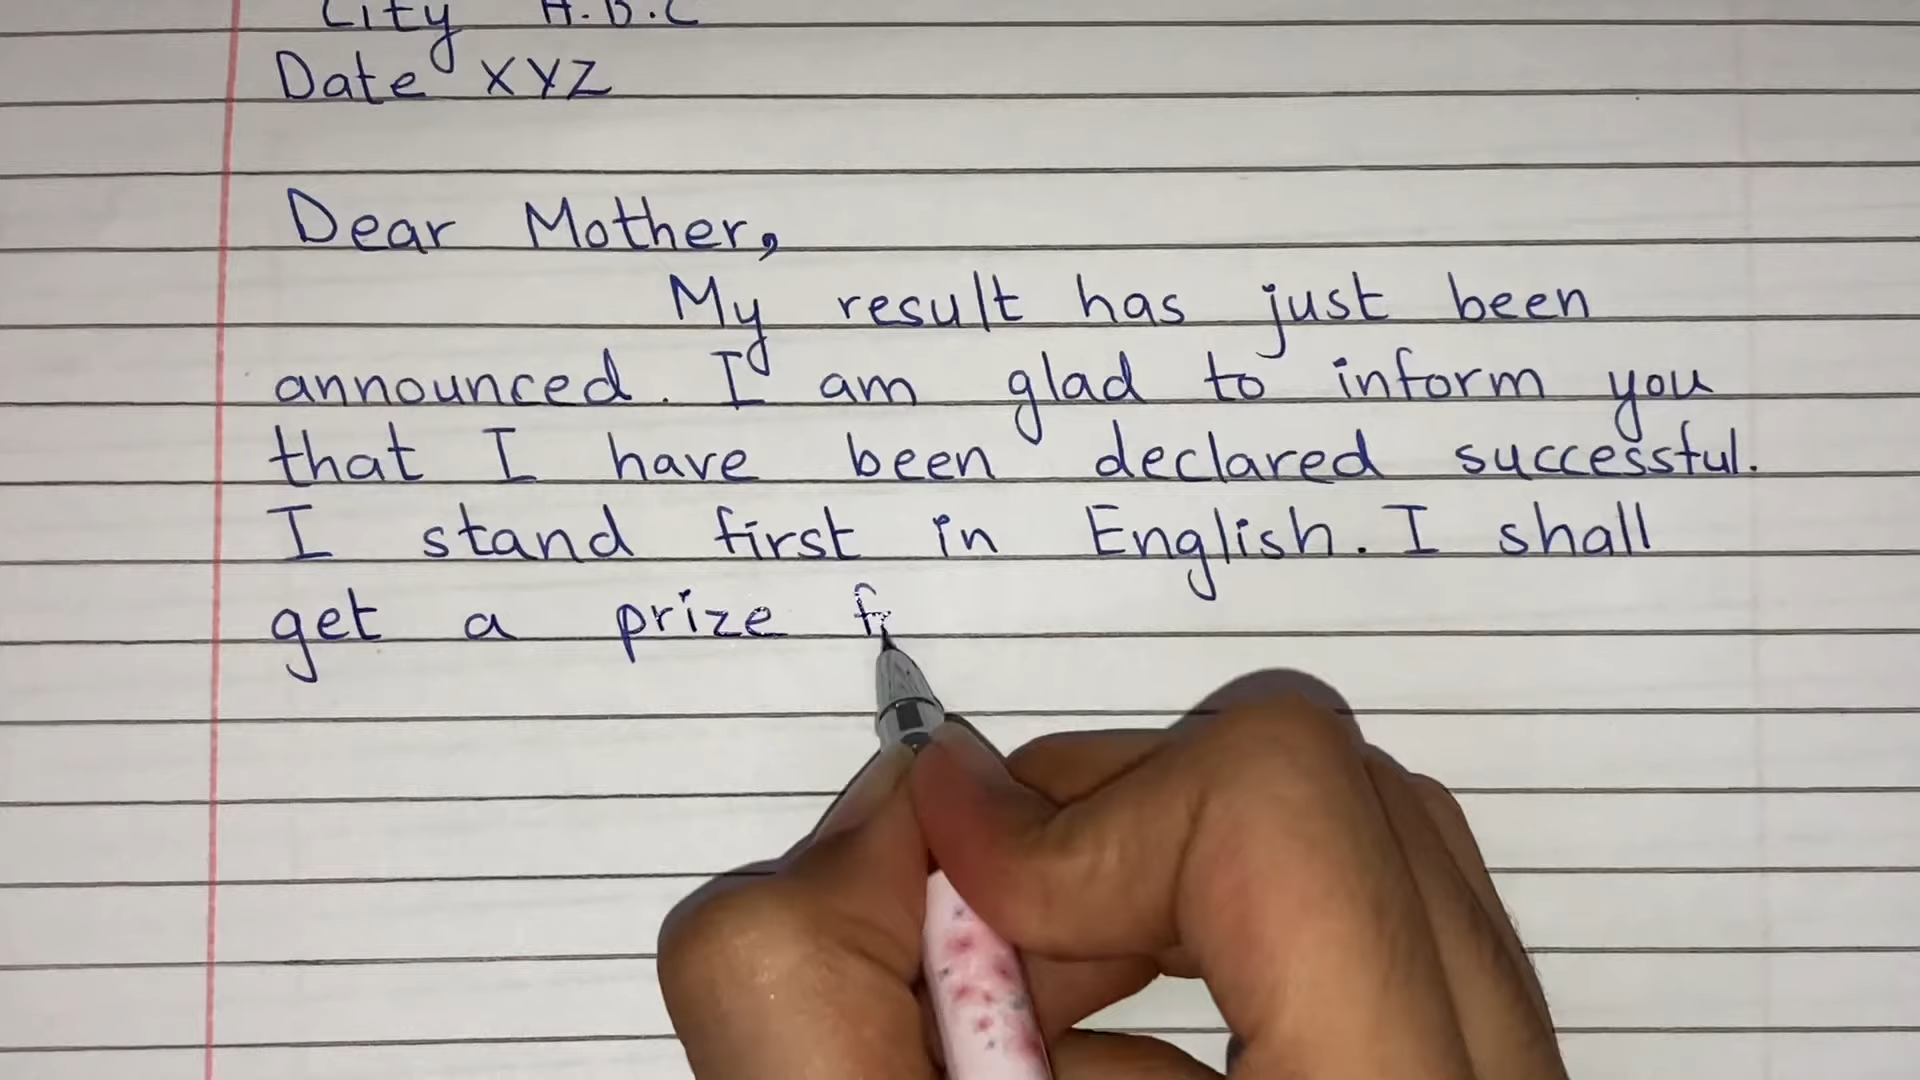 City A.B.C
Date XYZ
Dear Mother,
My result has just been
announced. I am glad to inform you
that I have been declared successful.
I stand first in English. I shall
get a prize